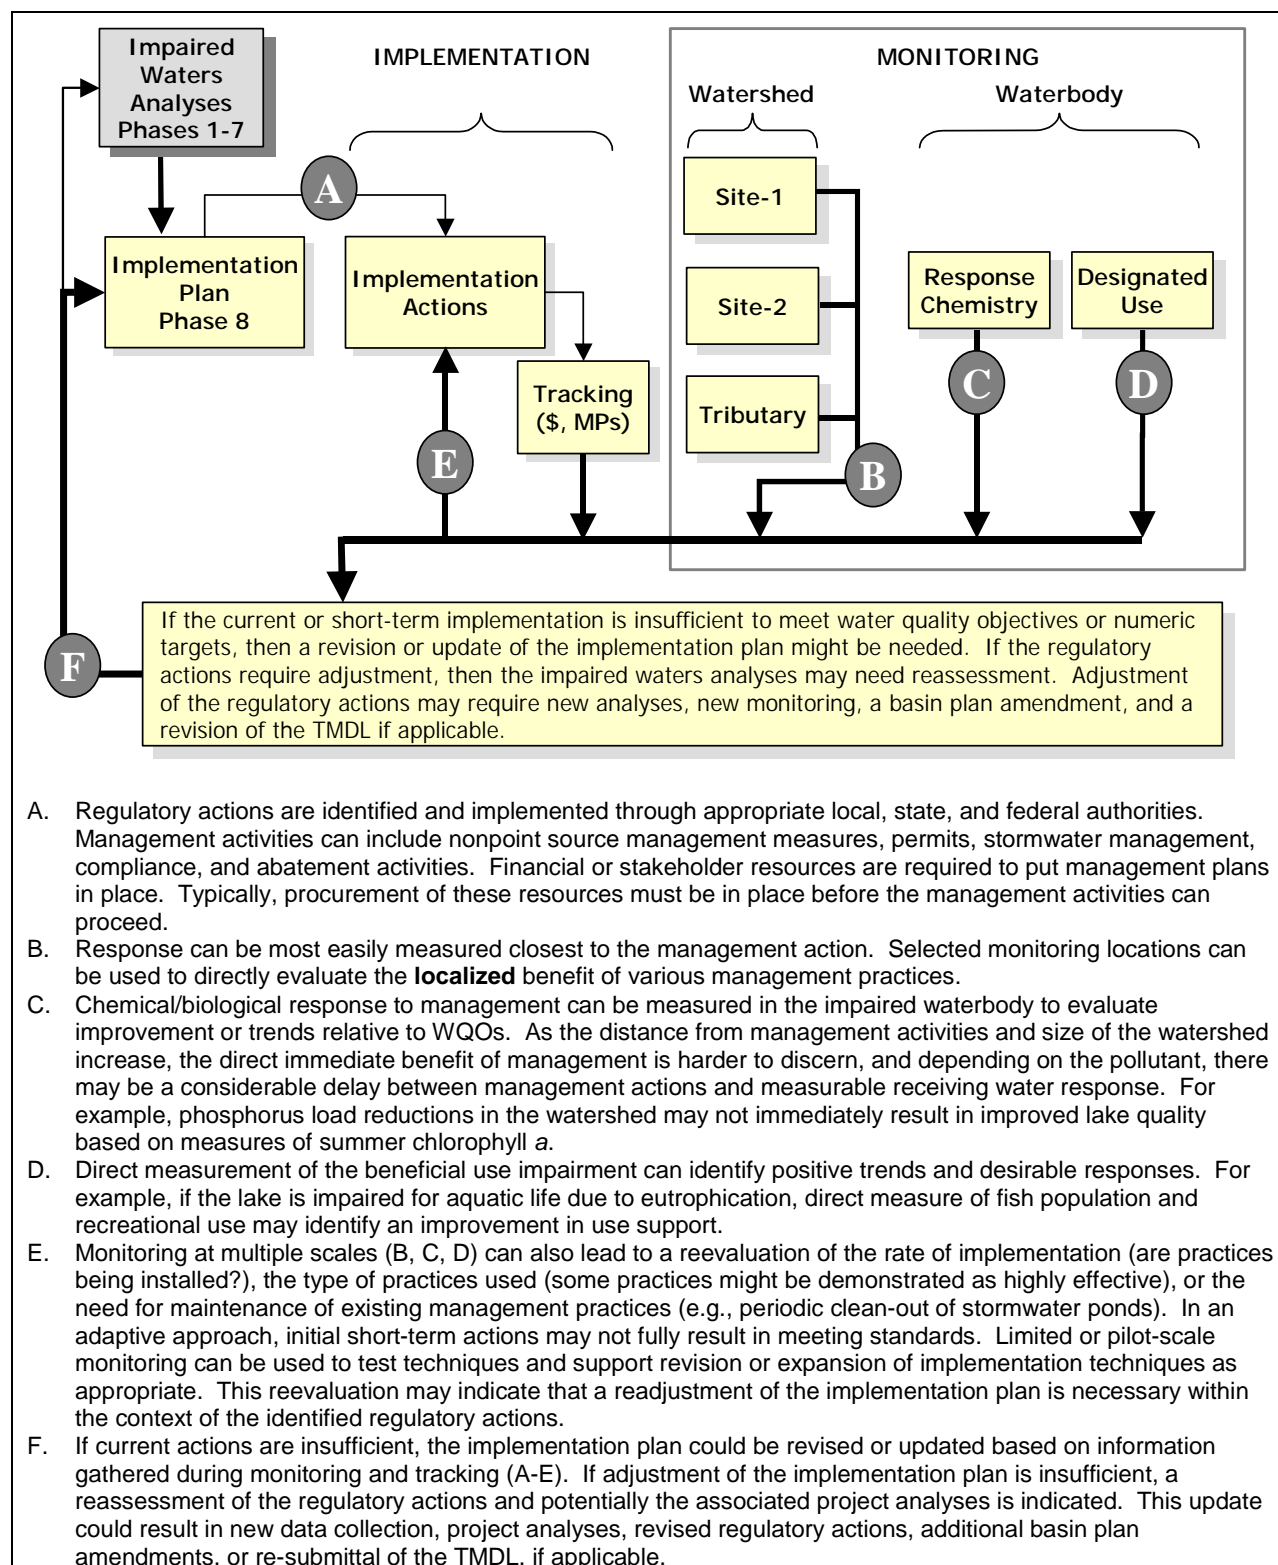 Impaired
Waters
Analyses
Phases 1-7
IMPLEMENTATION
MONITORING
Watershed
Waterbody
A
Site-1
Implementation
Plan
Phase 8
Implementation
Actions
Site-2
Response
Chemistry
Designated
Use
Tracking
($, MPs)
Tributary
C
D
E
B
F
If the current or short-term implementation is insufficient to meet water quality objectives or numeric
targets, then a revision or update of the implementation plan might be needed. If the regulatory
actions require adjustment, then the impaired waters analyses may need reassessment. Adjustment
of the regulatory actions may require new analyses, new monitoring, a basin plan amendment, and a
revision of the TMDL if applicable.
A. Regulatory actions are identified and implemented through appropriate local, state, and federal authorities.
Management activities can include nonpoint source management measures, permits, stormwater management,
compliance, and abatement activities. Financial or stakeholder resources are required to put management plans
in place. Typically, procurement of these resources must be in place before the management activities can
proceed.
B. Response can be most easily measured closest to the management action. Selected monitoring locations can
be used to directly evaluate the localized benefit of various management practices.
C. Chemical/biological response to management can be measured in the impaired waterbody to evaluate
improvement or trends relative to WQOs. As the distance from management activities and size of the watershed
increase, the direct immediate benefit of management is harder to discern, and depending on the pollutant, there
may be a considerable delay between management actions and measurable receiving water response. For
example, phosphorus load reductions in the watershed may not immediately result in improved lake quality
based on measures of summer chlorophyll a.
D. Direct measurement of the beneficial use impairment can identify positive trends and desirable responses. For
example, if the lake is impaired for aquatic life due to eutrophication, direct measure of fish population and
recreational use may identify an improvement in use support.
E. Monitoring at multiple scales (B, C, D) can also lead to a reevaluation of the rate of implementation (are practices
being installed?), the type of practices used (some practices might be demonstrated as highly effective), or the
need for maintenance of existing management practices (e.g., periodic clean-out of stormwater ponds). In an
adaptive approach, initial short-term actions may not fully result in meeting standards. Limited or pilot-scale
monitoring can be used to test techniques and support revision or expansion of implementation techniques as
appropriate. This reevaluation may indicate that a readjustment of the implementation plan is necessary within
the context of the identified regulatory actions.
F. If current actions are insufficient, the implementation plan could be revised or updated based on information
gathered during monitoring and tracking (A-E). If adjustment of the implementation plan is insufficient, a
reassessment of the regulatory actions and potentially the associated project analyses is indicated. This update
could result in new data collection, project analyses, revised regulatory actions, additional basin plan
amendments, or re-submittal of the TMDL, if applicable.